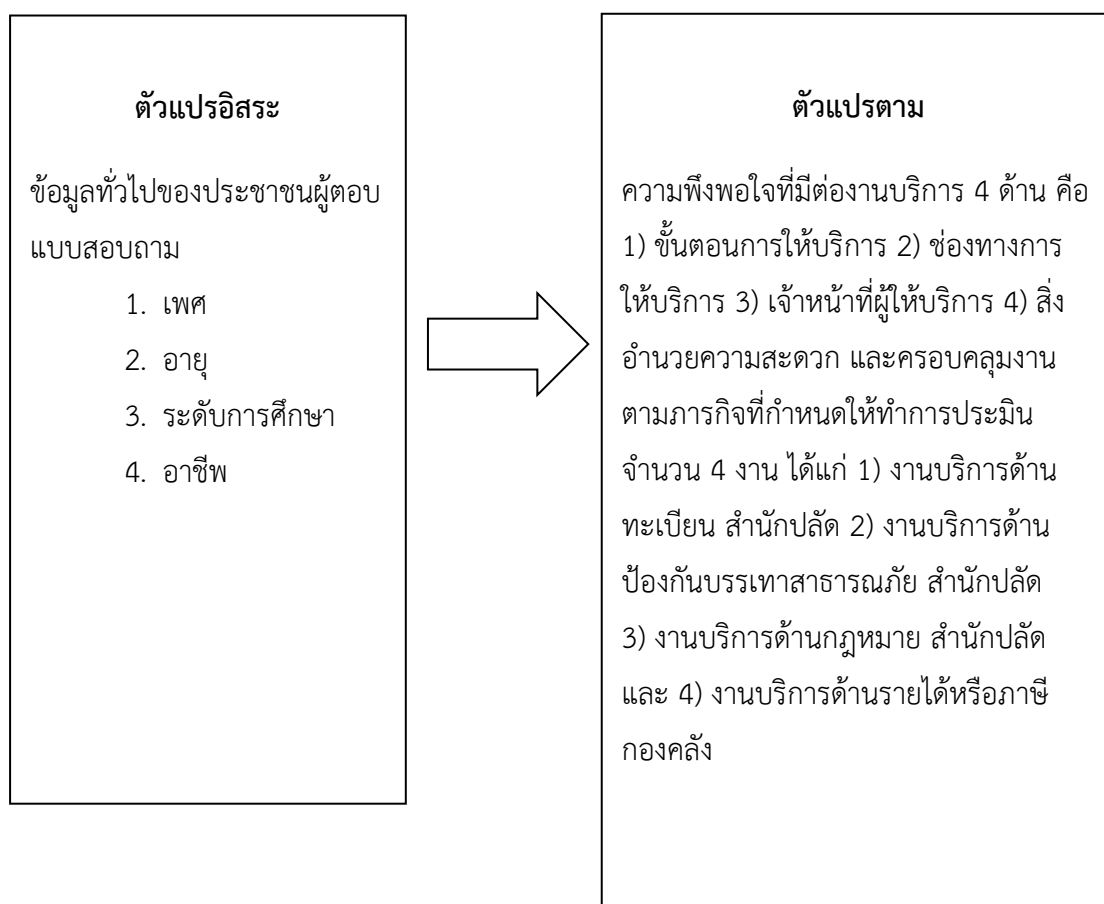 ตัวแปรอิสระ
ข้อมูลทั่วไปของประชาชนผู้ตอบ
แบบสอบถาม
1. เพศ
2. อายุ
3. ระดับการศึกษา
4. อาชีพ
ตัวแปรตาม
ความพึงพอใจที่มีต่องานบริการ 4 ด้าน คือ
1) ขั้นตอนการให้บริการ 2) ช่องทางการ
ให้บริการ 3) เจ้าหน้าที่ผู้ให้บริการ 4) สิ่ง
อำนวยความสะดวก และครอบคลุมงาน
ตามภารกิจที่กำหนดให้ทำการประมิน
จำนวน 4 งาน ได้แก่ 1) งานบริการด้าน
ทะเบียน สำนักปลัด 2) งานบริการด้าน
ป้องกันบรรเทาสาธารณภัย สำนักปลัด
3) งานบริการด้านกฎหมาย สำนักปลัด
และ 4) งานบริการด้านรายได้หรือภาษี
กองคลัง